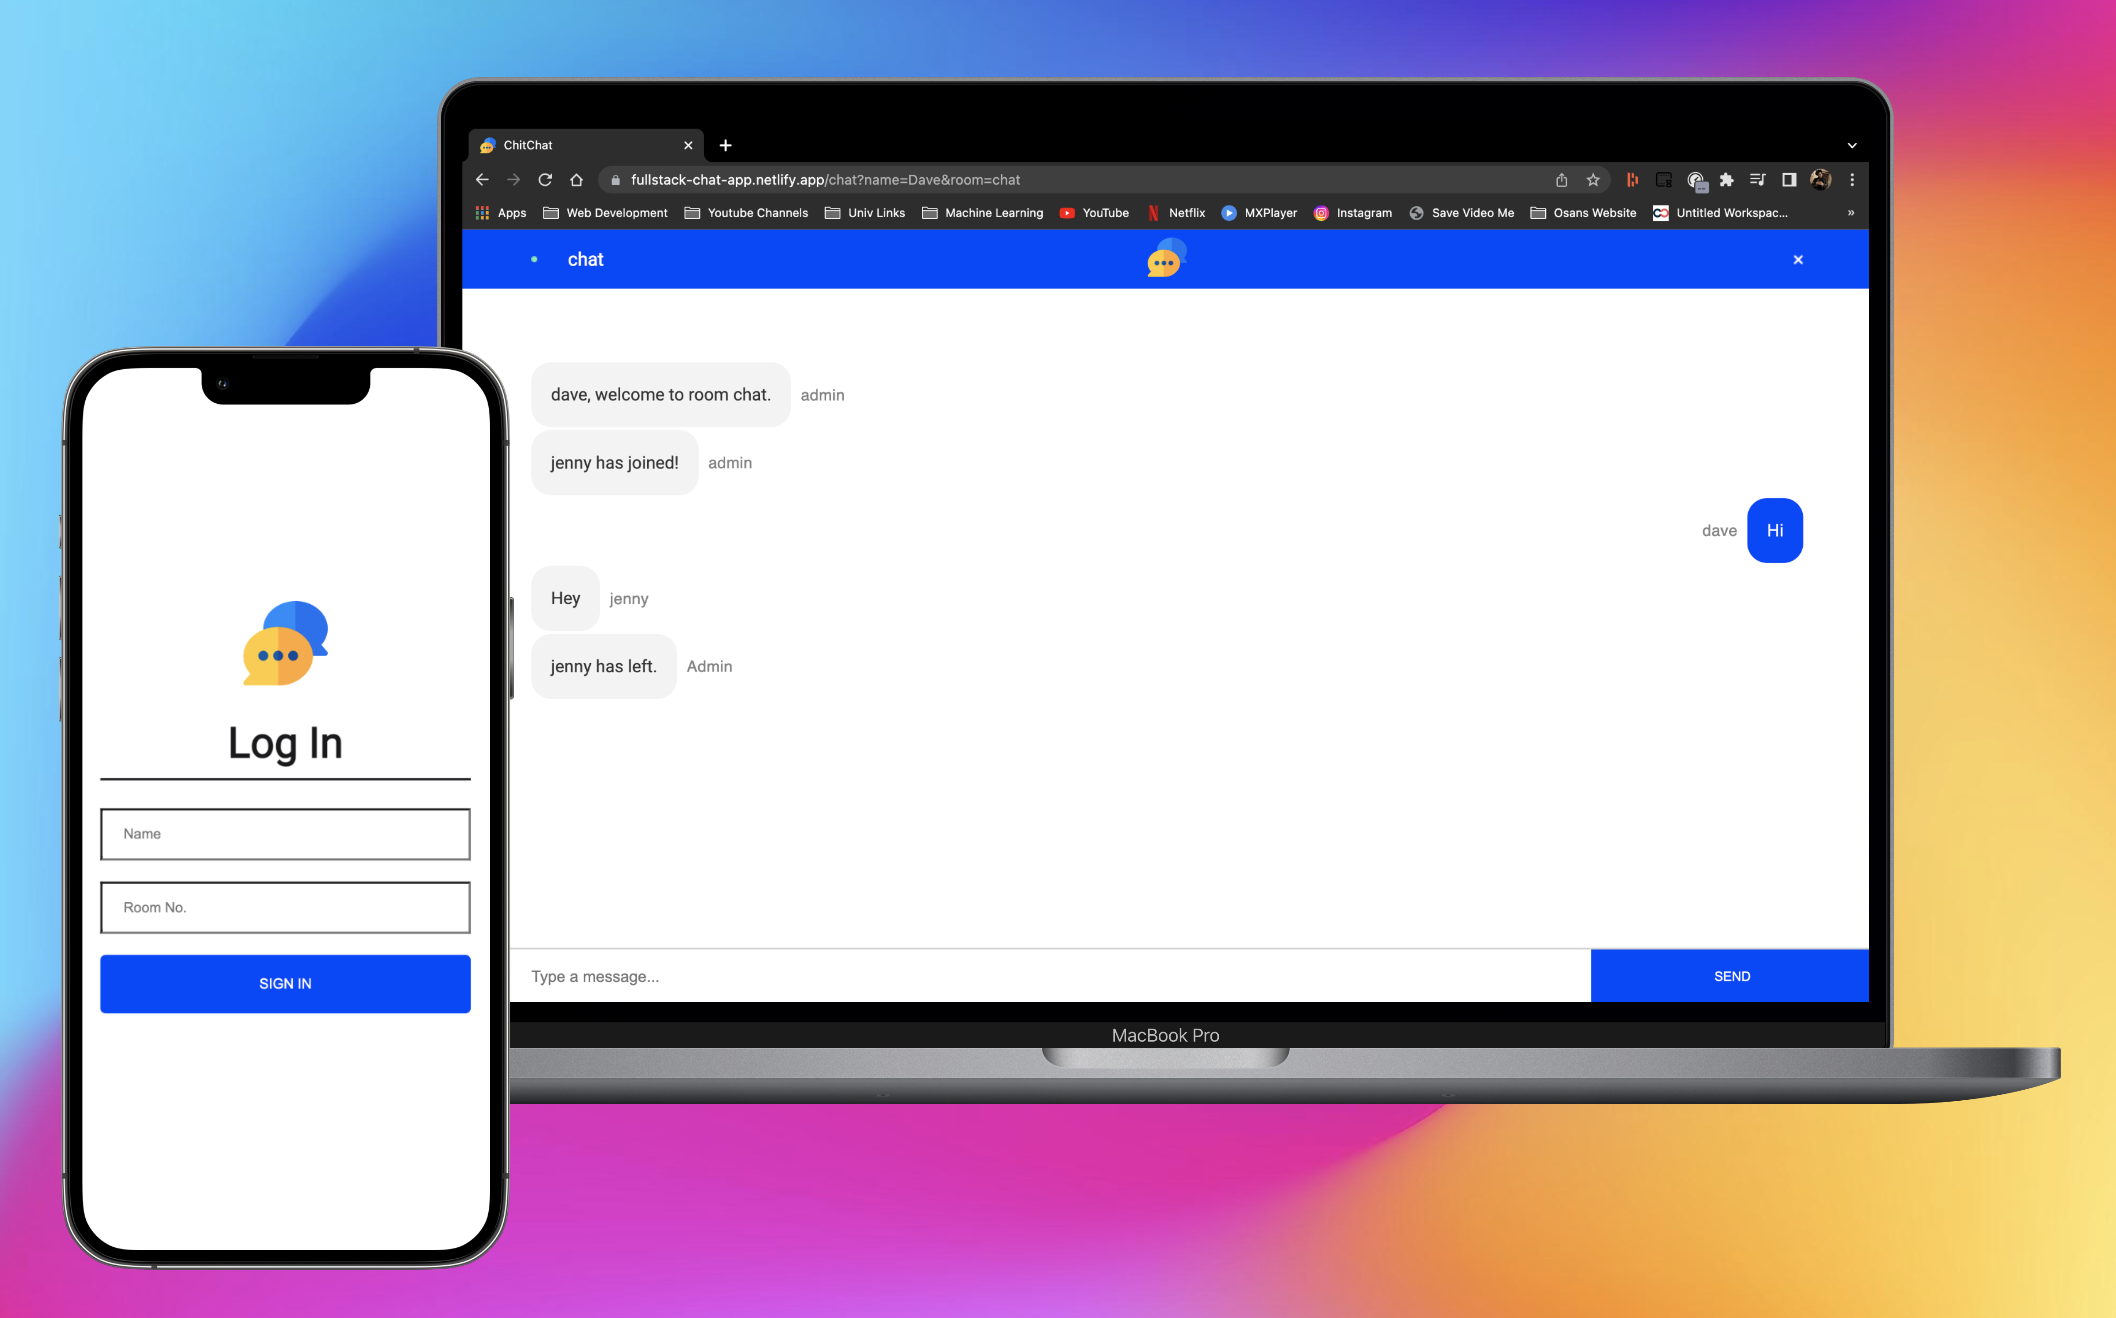 ChitChat
fullstack-chat-app.netlify.app/chat?name=Dave&room=chat
Apps Web Development Youtube Channels Univ Links Machine Learning YouTube Netflix MXPlayer Instagram Save Video Me Osans Website Untitled Workspac... »
chat
dave, welcome to room chat. admin
jenny has joined! admin
dave Hi
Hey jenny
jenny has left. Admin
Type a message... SEND
MacBook Pro
Log In
Name
Room No.
SIGN IN